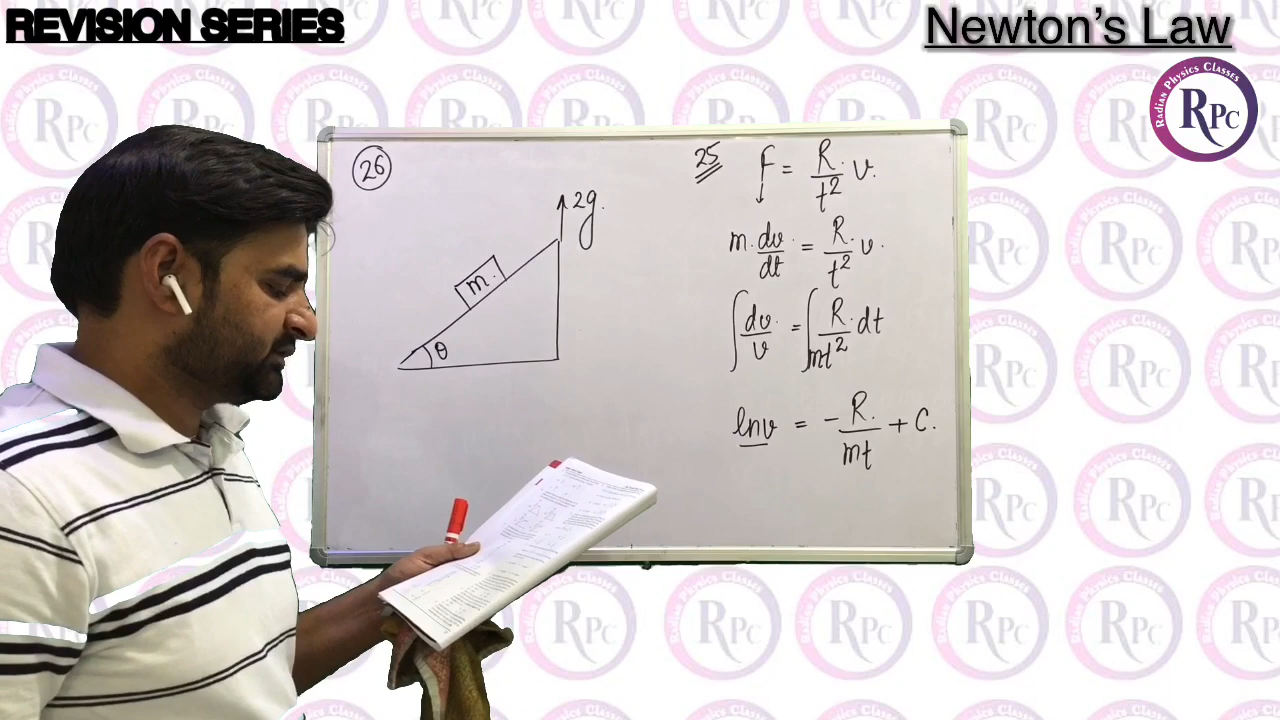 REVISION SERIES
Newton's Law
Radian Physics Classes
RPC
26
2g.
m.
θ
25
F = R/t² v.
m. dv/dt = R/t² v.
∫ dv/v = ∫ R/mt² dt
lnv = - R/mt + C.